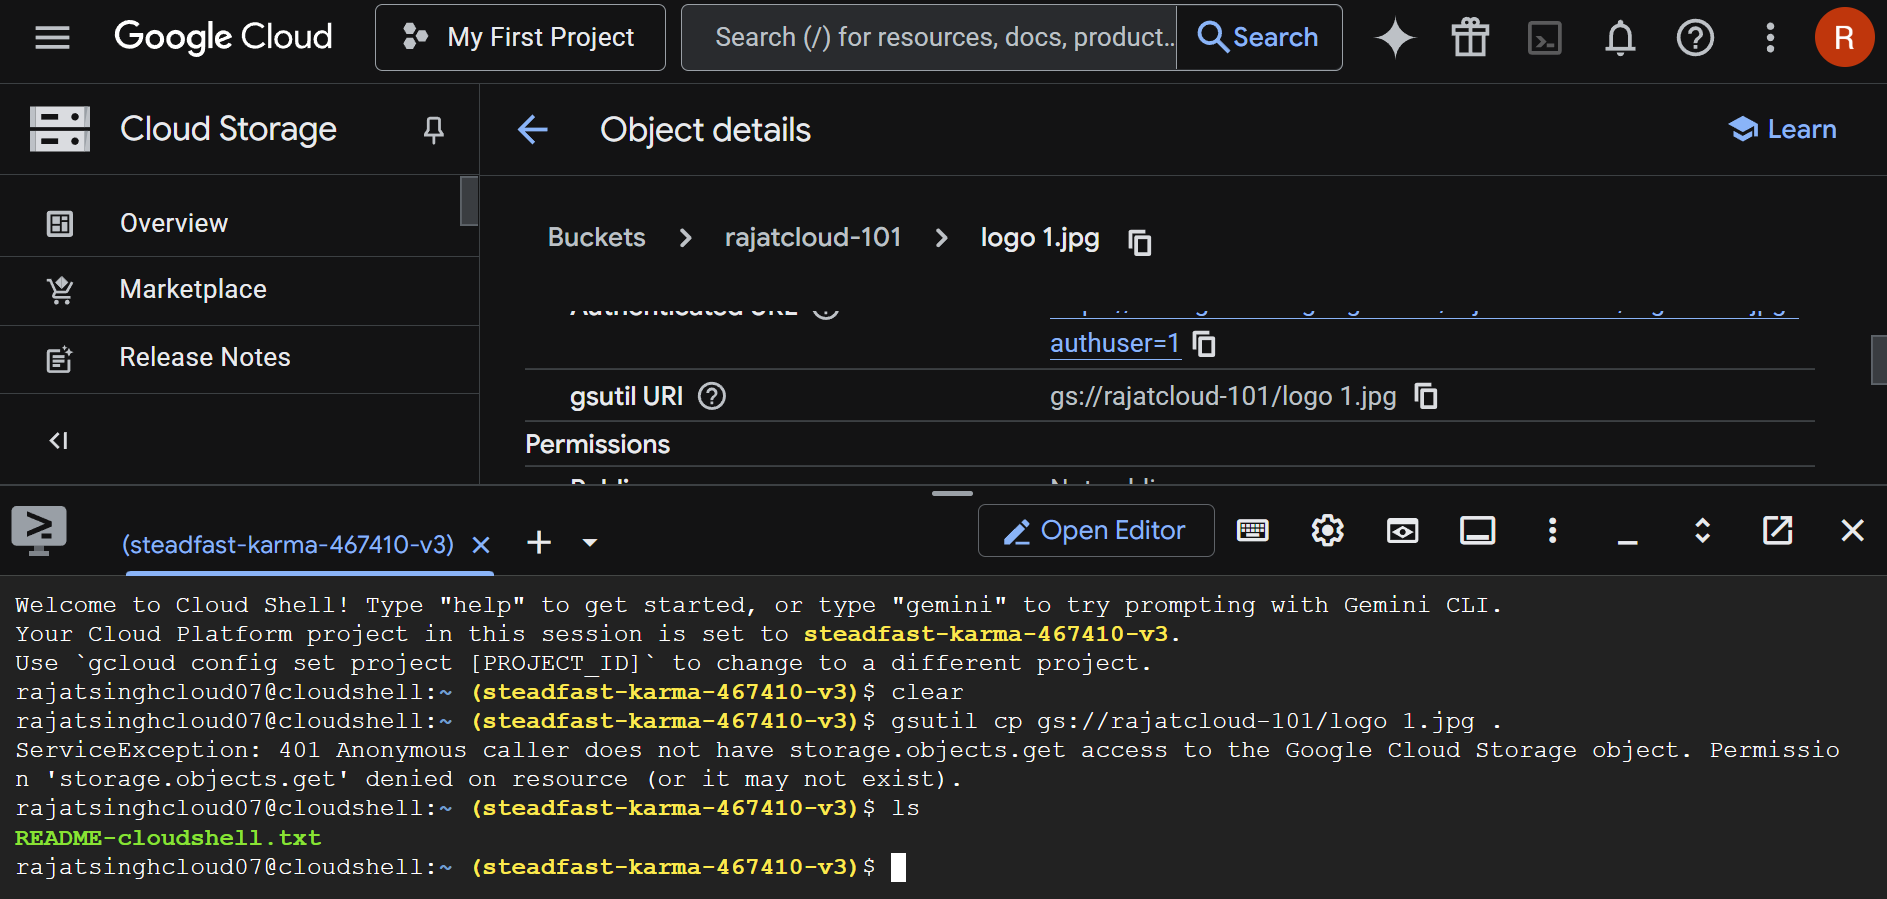 Google Cloud
My First Project
Search (/) for resources, docs, product...
Search
R
Cloud Storage
Object details
Learn
Overview
Marketplace
Release Notes
Buckets > rajatcloud-101 > logo 1.jpg
Authenticated URL
authuser=1
gsutil URI
gs://rajatcloud-101/logo 1.jpg
Permissions
(steadfast-karma-467410-v3)
Open Editor
Welcome to Cloud Shell! Type "help" to get started, or type "gemini" to try prompting with Gemini CLI.
Your Cloud Platform project in this session is set to steadfast-karma-467410-v3.
Use `gcloud config set project [PROJECT_ID]` to change to a different project.
rajatsinghcloud07@cloudshell:~ (steadfast-karma-467410-v3)$ clear
rajatsinghcloud07@cloudshell:~ (steadfast-karma-467410-v3)$ gsutil cp gs://rajatcloud-101/logo 1.jpg .
ServiceException: 401 Anonymous caller does not have storage.objects.get access to the Google Cloud Storage object. Permissio
n 'storage.objects.get' denied on resource (or it may not exist).
rajatsinghcloud07@cloudshell:~ (steadfast-karma-467410-v3)$ ls
README-cloudshell.txt
rajatsinghcloud07@cloudshell:~ (steadfast-karma-467410-v3)$